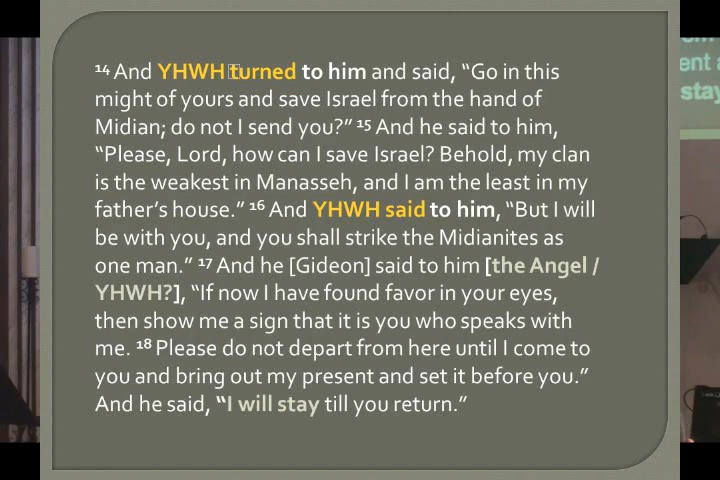 ¹⁴ And YHWH turned to him and said, “Go in this
might of yours and save Israel from the hand of
Midian; do not I send you?” ¹⁵ And he said to him,
“Please, Lord, how can I save Israel? Behold, my clan
is the weakest in Manasseh, and I am the least in my
father’s house.” ¹⁶ And YHWH said to him, “But I will
be with you, and you shall strike the Midianites as
one man.” ¹⁷ And he [Gideon] said to him [the Angel /
YHWH?], “If now I have found favor in your eyes,
then show me a sign that it is you who speaks with
me. ¹⁸ Please do not depart from here until I come to
you and bring out my present and set it before you.”
And he said, “I will stay till you return.”
stay